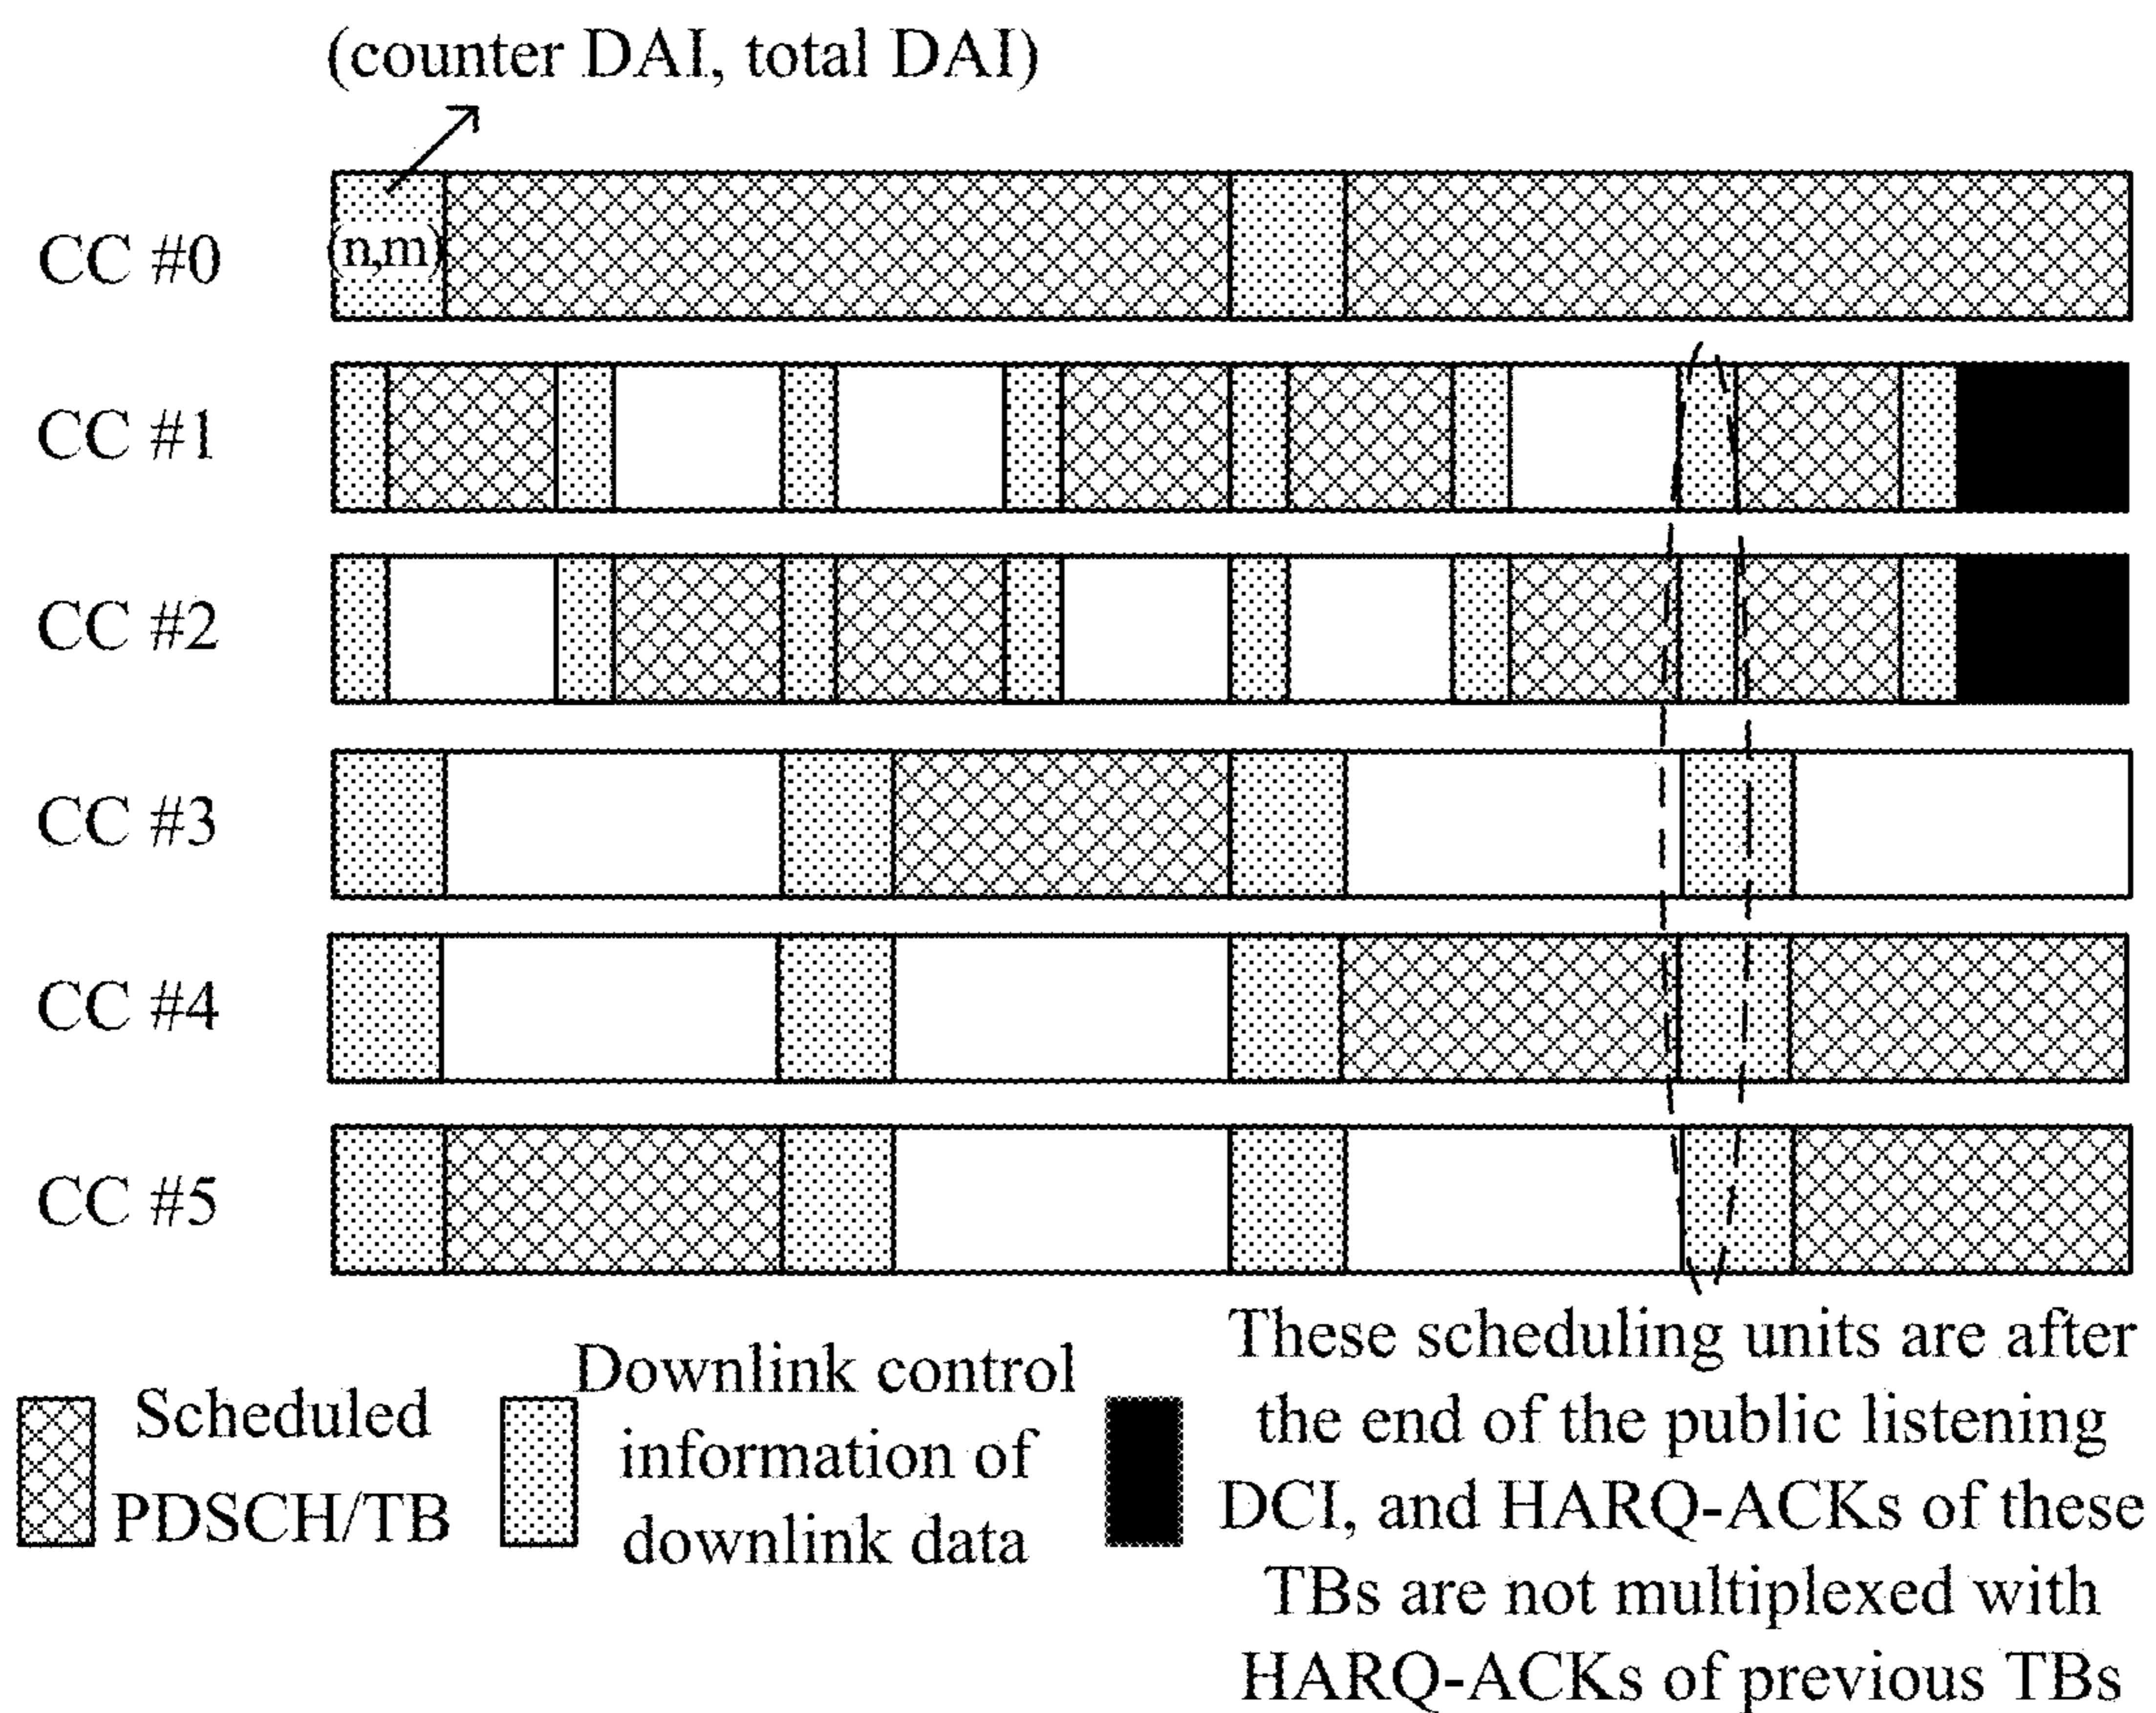 (counter DAI, total DAI)
CC #0
(n,m)
CC #1
CC #2
CC #3
CC #4
CC #5
Scheduled
PDSCH/TB
Downlink control
information of
downlink data
These scheduling units are after
the end of the public listening
DCI, and HARQ-ACKs of these
TBs are not multiplexed with
HARQ-ACKs of previous TBs